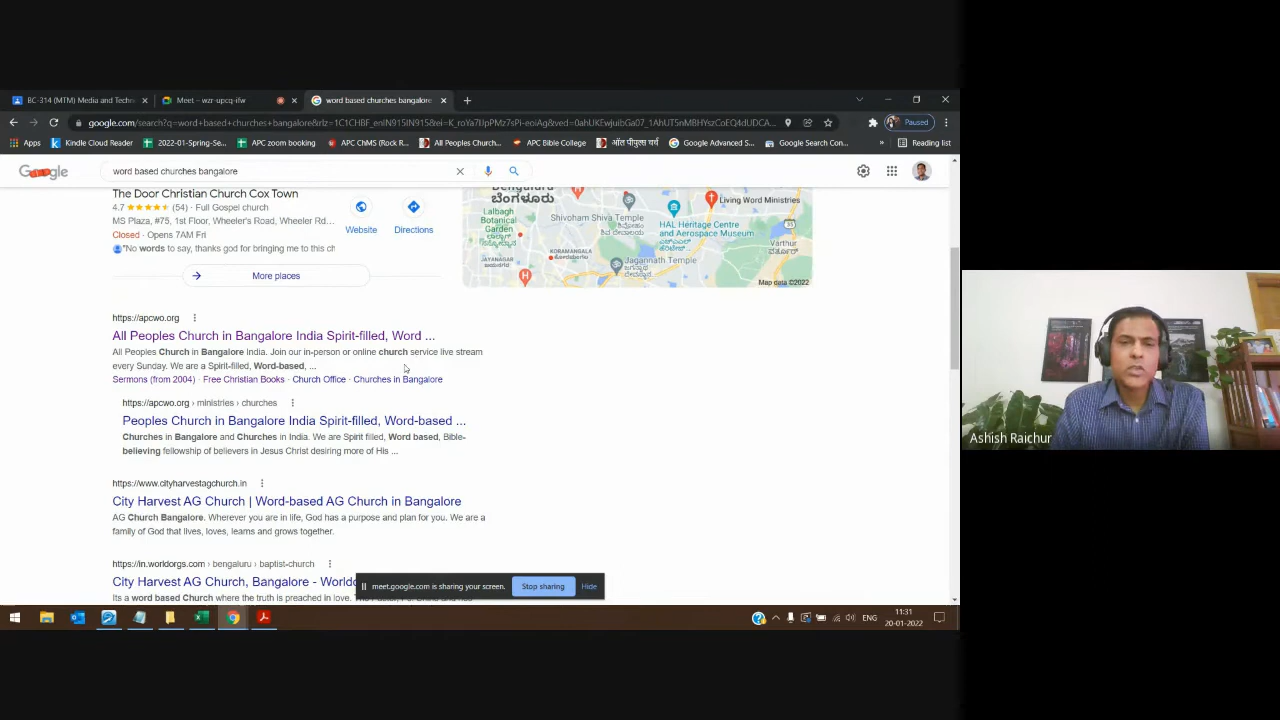 BC-314 (MTM) Media and Techn
Meet – wzr-upcq-ifw
word based churches bangalore
google.com/search?q=word+based+churches+bangalore&rlz=1C1CHBF_enIN915IN915&ei=
Paused
Apps
Kindle Cloud Reader
2022-01-Spring-Se...
APC zoom booking
APC ChMS (Rock R...
All Peoples Church...
APC Bible College
ऑल पीपुल्स चर्च
Google Advanced S...
Google Search Con...
Reading list
word based churches bangalore
The Door Christian Church Cox Town
4.7 (54) · Full Gospel church
MS Plaza, #75, 1st Floor, Wheeler's Road, Wheeler Rd...
Closed · Opens 7AM Fri
"No words to say, thanks god for bringing me to this ch
Website
Directions
More places
ಬೆಂಗಳೂರು
Lalbagh
Botanical
Garden
Shivoham Shiva Temple
Living Word Ministries
HAL Heritage Centre
and Aerospace Museum
KORAMANGALA
JAYANAGAR
Jagannath Temple
Varthur
Map data ©2022
https://apcwo.org
All Peoples Church in Bangalore India Spirit-filled, Word ...
All Peoples Church in Bangalore India. Join our in-person or online church service live stream
every Sunday. We are a Spirit-filled, Word-based, ...
Sermons (from 2004) · Free Christian Books · Church Office · Churches in Bangalore
https://apcwo.org › ministries › churches
Peoples Church in Bangalore India Spirit-filled, Word-based ...
Churches in Bangalore and Churches in India. We are Spirit filled, Word based, Bible-
believing fellowship of believers in Jesus Christ desiring more of His ...
https://www.cityharvestagchurch.in
City Harvest AG Church | Word-based AG Church in Bangalore
AG Church Bangalore. Wherever you are in life, God has a purpose and plan for you. We are a
family of God that lives, loves, learns and grows together.
https://in.worldorgs.com › bengaluru › baptist-church
City Harvest AG Church, Bangalore - World
Its a word based Church where the truth is preached in love.
meet.google.com is sharing your screen.
Stop sharing
Hide
ENG
11:31
20-01-2022
Ashish Raichur